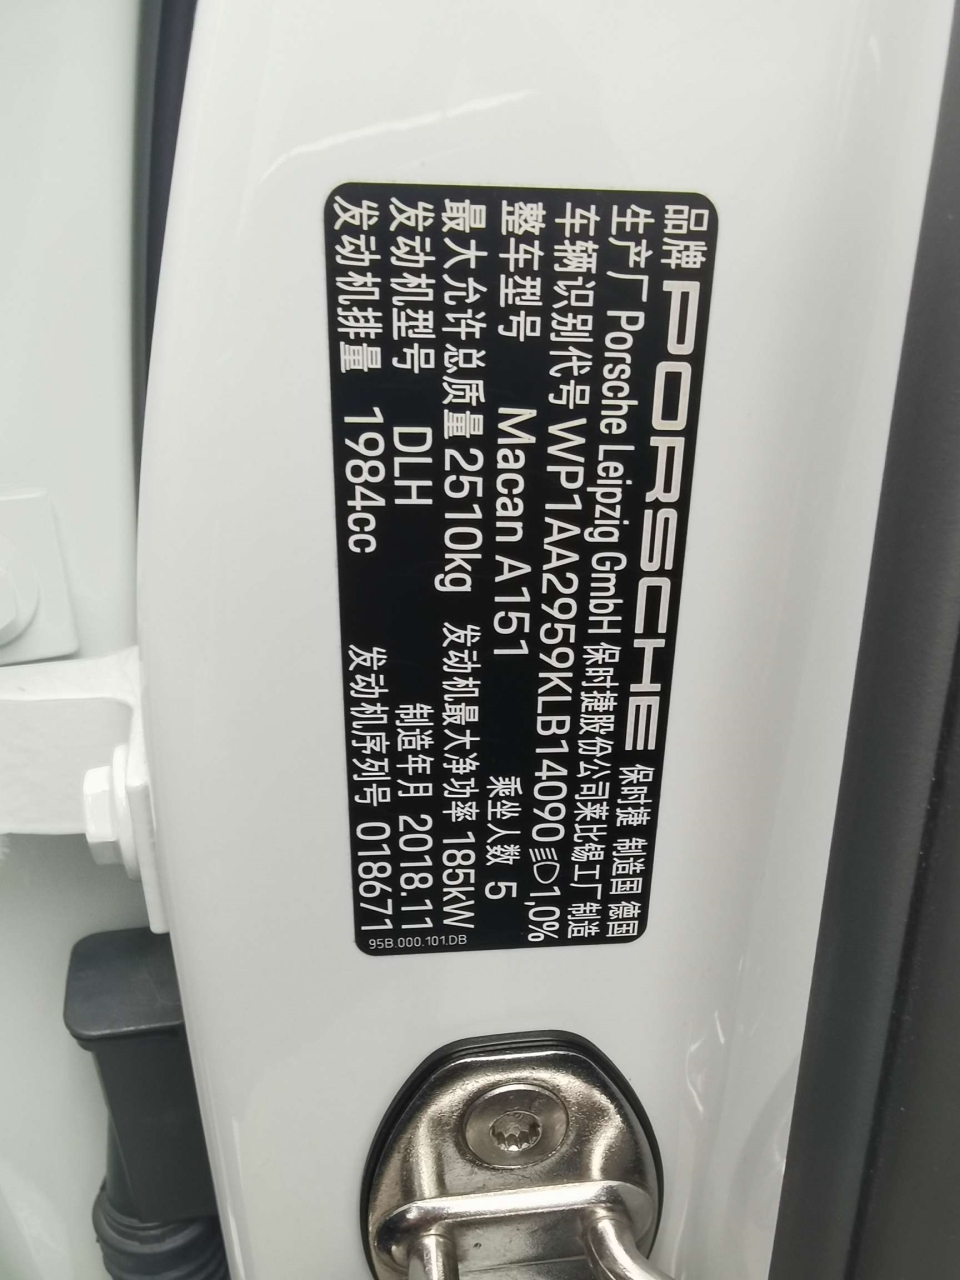 品牌 PORSCHE 保时捷 制造国 德国
生产厂 Porsche Leipzig GmbH 保时捷股份公司莱比锡工厂 制造
车辆识别代号 WP1AA2959KLB14090 1,0%
整车型号 Macan A151 乘坐人数 5
最大允许总质量 2510kg 发动机最大净功率 185kW
发动机型号 DLH 制造年月 2018.11
发动机排量 1984cc 发动机序列号 018671
95B.000.101.DB